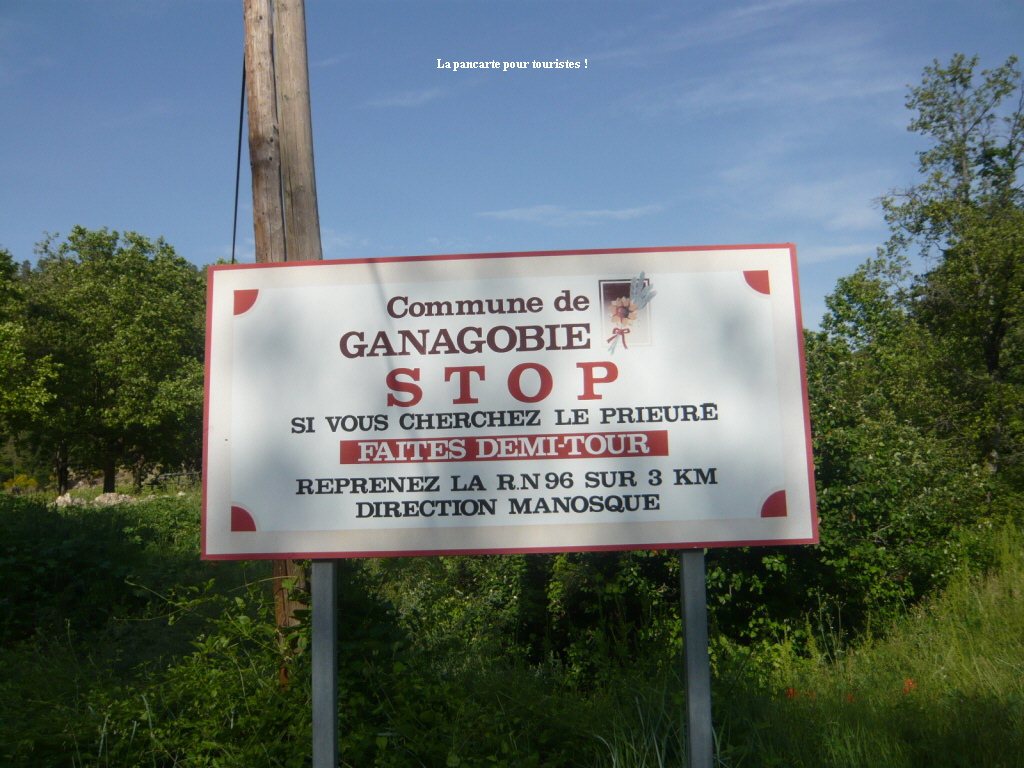 La pancarte pour touristes !
Commune de
GANAGOBIE
STOP
SI VOUS CHERCHEZ LE PRIEURÉ
FAITES DEMI-TOUR
REPRENEZ LA R.N 96 SUR 3 KM
DIRECTION MANOSQUE